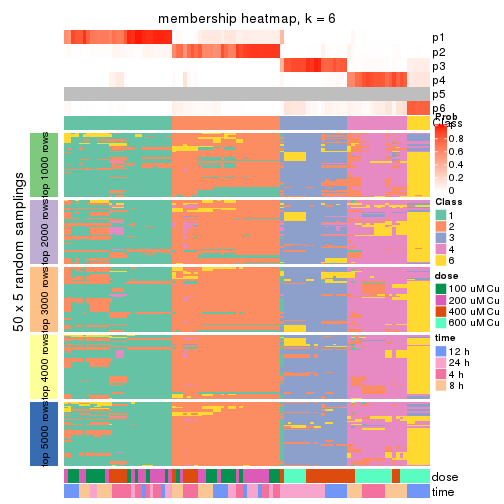 membership heatmap, k = 6
p1
p2
p3
p4
p5
p6
Class
Prob
1
0.8
0.6
0.4
0.2
0
Class
1
2
3
4
6
dose
100 uM Cu
200 uM Cu
400 uM Cu
600 uM Cu
time
12 h
24 h
4 h
8 h
50 x 5 random samplings
top 1000 rows
top 2000 rows
top 3000 rows
top 4000 rows
top 5000 rows
dose
time